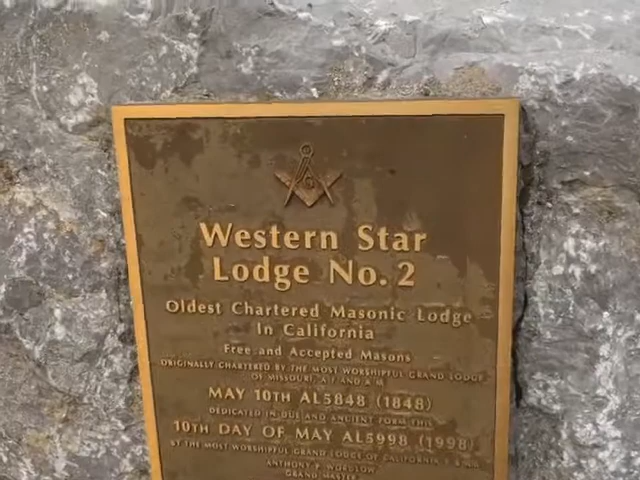 G
Western Star
Lodge No. 2
Oldest Chartered Masonic Lodge
In California
Free and Accepted Masons
ORIGINALLY CHARTERED BY THE MOST WORSHIPFUL GRAND LODGE
OF MISSOURI, A.F. AND A.M.
MAY 10TH AL5848 (1848)
DEDICATED IN DUE AND ANCIENT FORM THIS
10TH DAY OF MAY AL5998 (1998)
BY THE MOST WORSHIPFUL GRAND LODGE OF CALIFORNIA
ANTHONY P. WORDLOW
GRAND MASTER